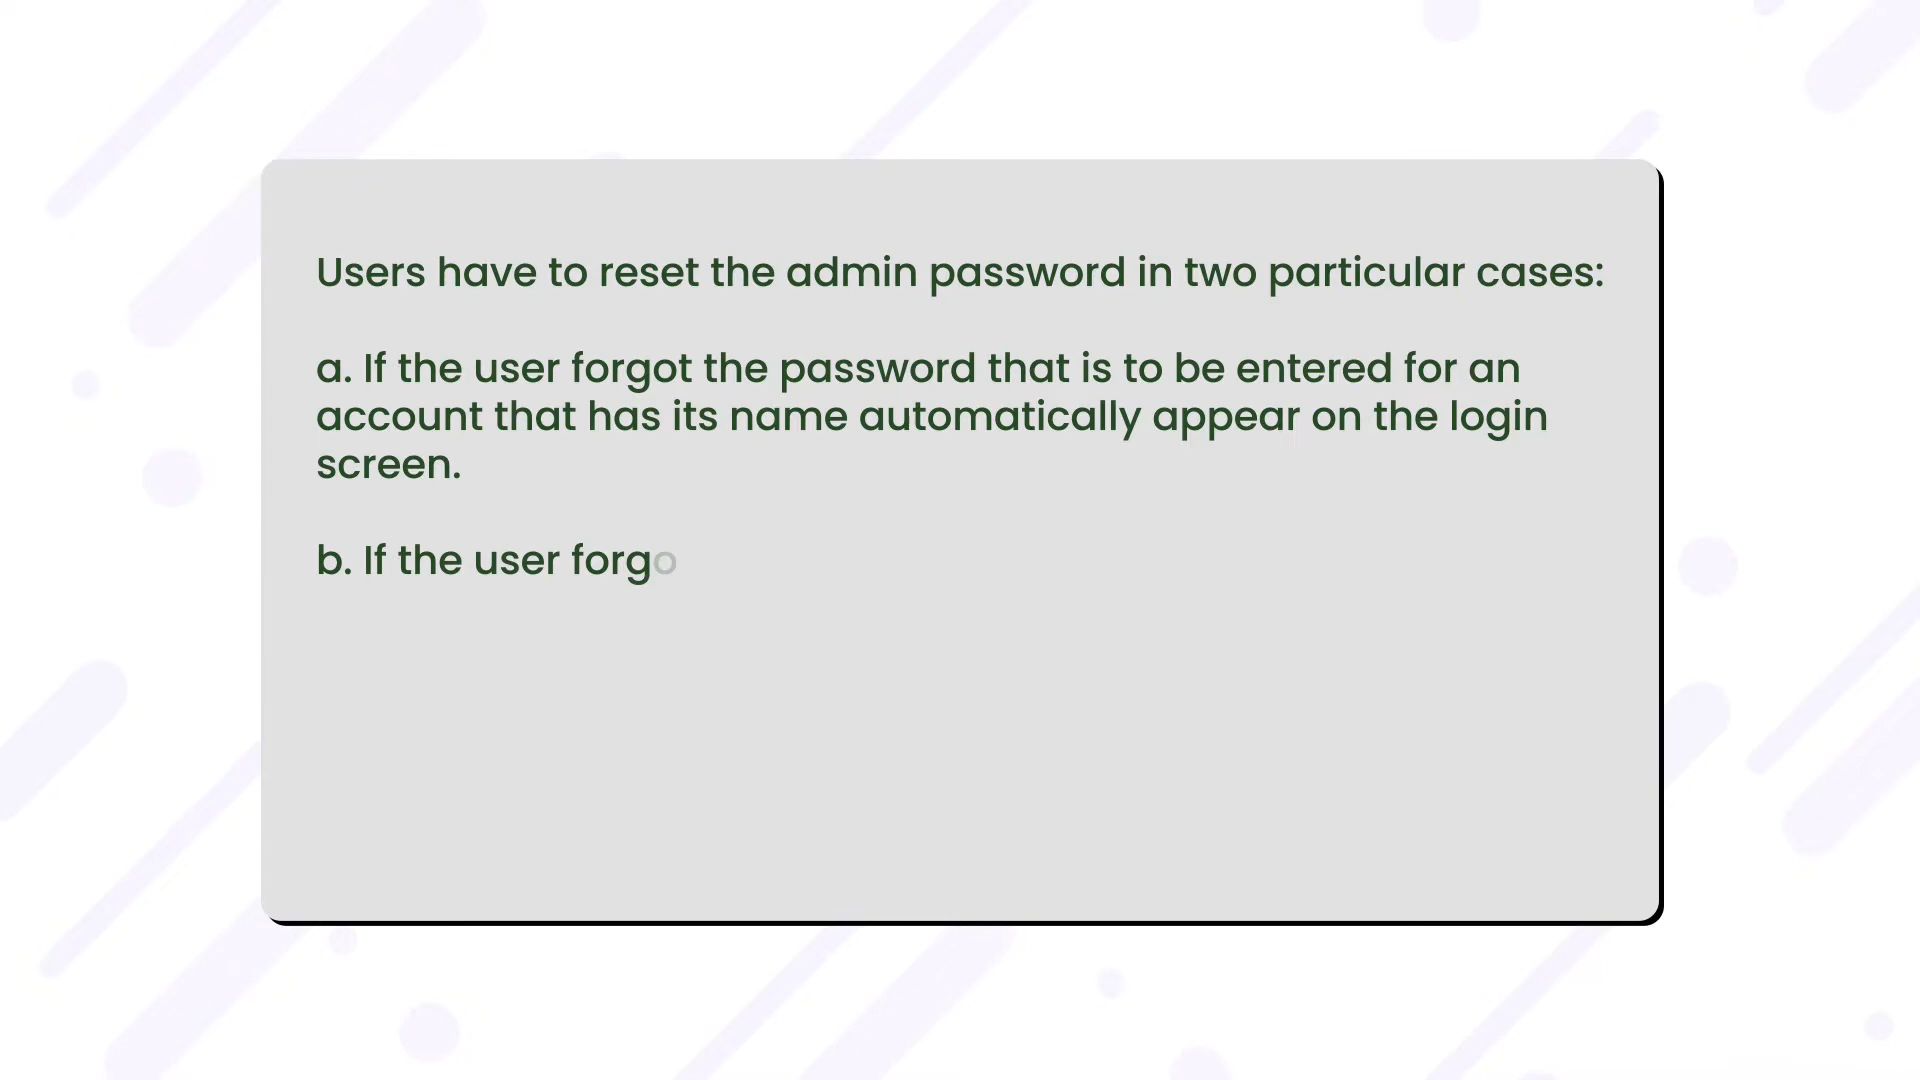 Users have to reset the admin password in two particular cases:
a. If the user forgot the password that is to be entered for an
account that has its name automatically appear on the login
screen.
b. If the user forgo